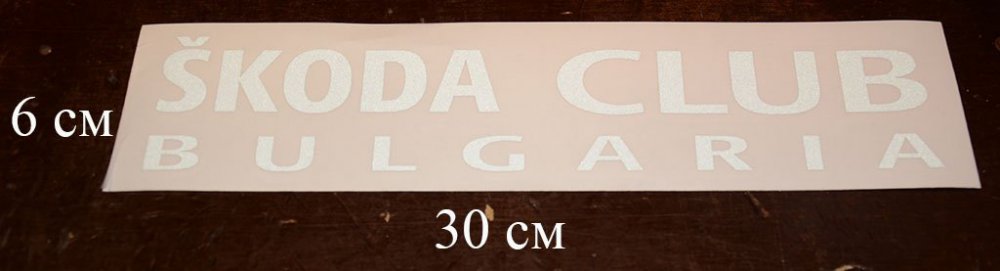 ŠKODA CLUB
6 см
BULGARIA
30 см